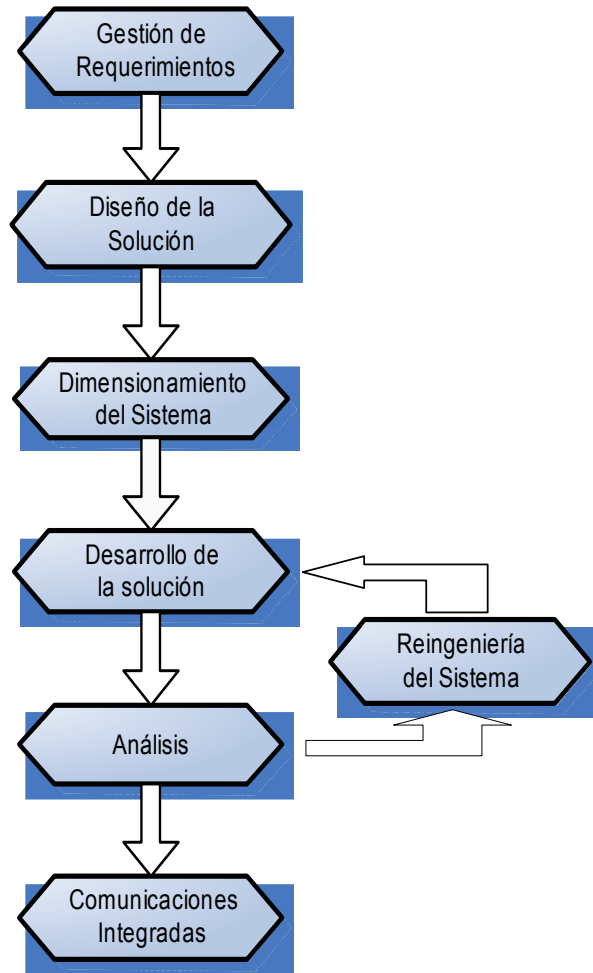 Gestión de
Requerimientos
Diseño de la
Solución
Dimensionamiento
del Sistema
Desarrollo de
la solución
Reingeniería
del Sistema
Análisis
Comunicaciones
Integradas